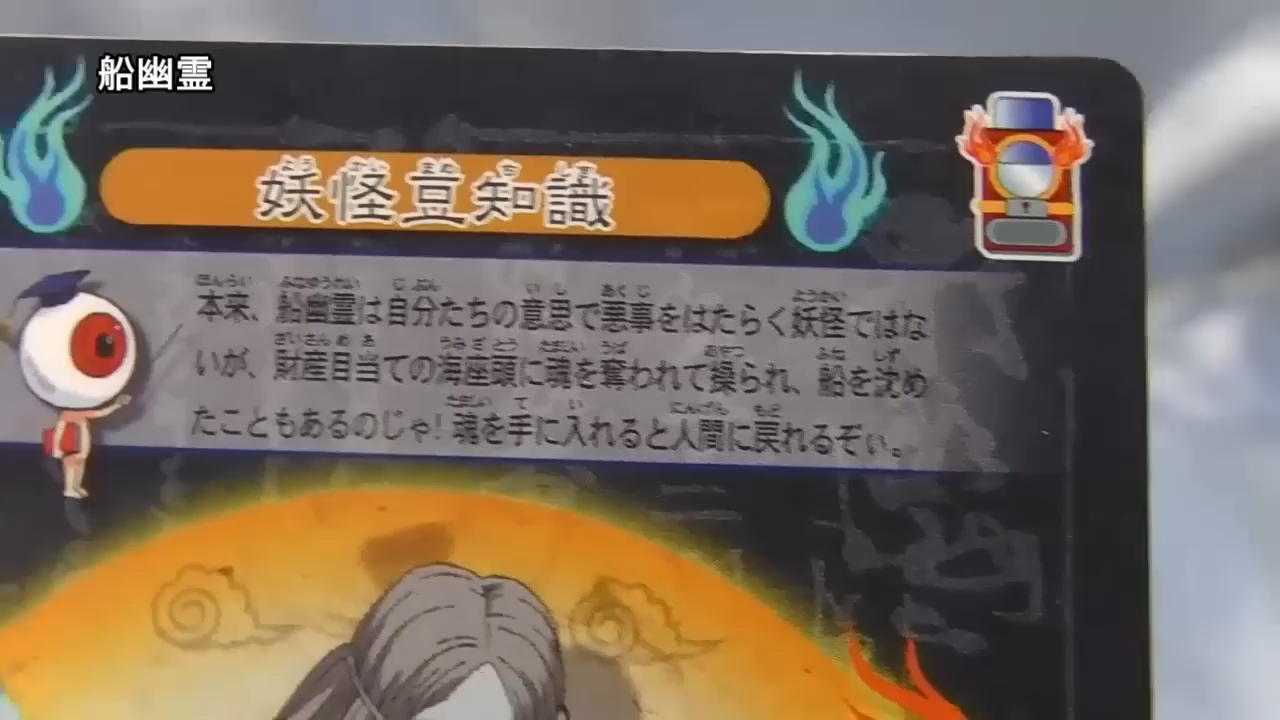 船幽霊
妖怪豆知識
本来、船幽霊は自分たちの意思で悪事をはたらく妖怪ではな
いが、財産目当ての海座頭に魂を奪われて操られ、船を沈め
たこともあるのじゃ！魂を手に入れると人間に戻れるぞい。